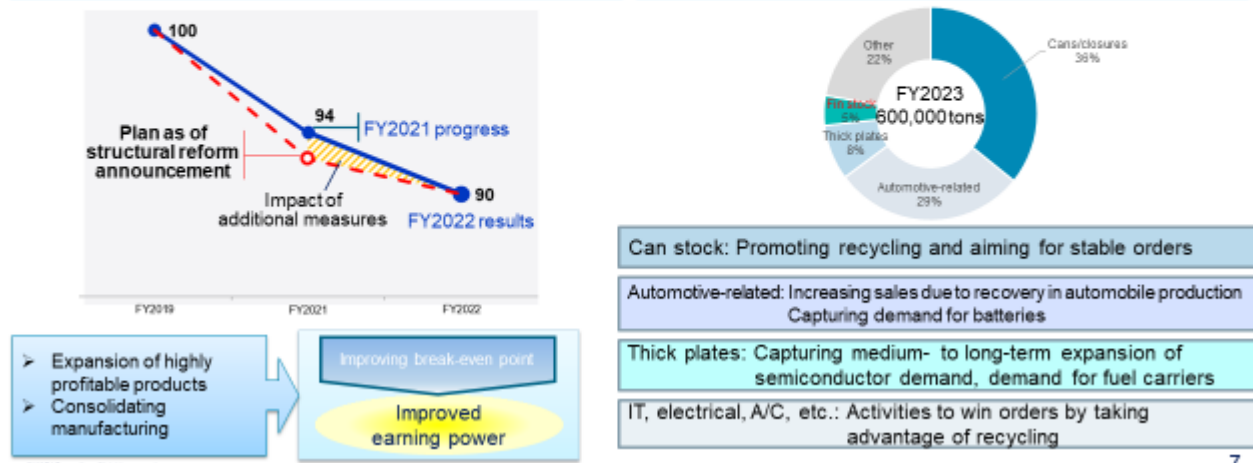 100
94
FY2021 progress
Plan as of
structural reform
announcement
Impact of
additional measures
90
FY2022 results
FY2019
FY2021
FY2022
➢ Expansion of highly
profitable products
➢ Consolidating
manufacturing
Improving break-even point
Improved
earning power
Other
22%
Cans/closures
36%
FY2023
600,000 tons
Fin stock
5%
Thick plates
8%
Automotive-related
29%
Can stock: Promoting recycling and aiming for stable orders
Automotive-related: Increasing sales due to recovery in automobile production
Capturing demand for batteries
Thick plates: Capturing medium- to long-term expansion of
semiconductor demand, demand for fuel carriers
IT, electrical, A/C, etc.: Activities to win orders by taking
advantage of recycling
7